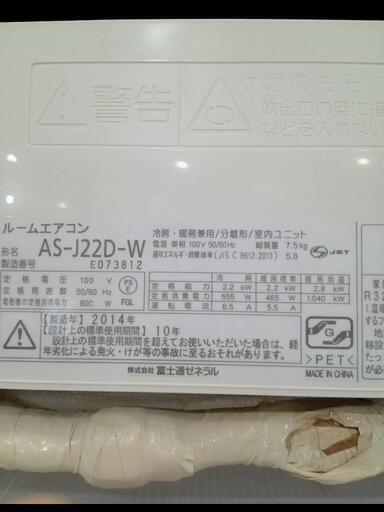 警告
ケガのおそれ
吹出口の奥に指
などを入れない
ルームエアコン
形名 AS-J22D-W
製造番号 E073812
冷房・暖房兼用/分離形/室内ユニット
電源 単相100V 50/60Hz 総質量 7.5kg
通年エネルギー消費効率(JIS C 9612:2013) 5.8
JET
定格電圧 100 V
定格周波数 50/60 Hz
電動機の定格消費電力 800W
PS E
FGL
冷房 暖房標準 暖房低温
定格能力 2.2 kW 2.2 kW 2.8 kW
定格消費電力 555 W 465 W 1,040 kW
運転電流 6.5 A 5.5 A
【製造年】2014年
【設計上の標準使用期間】10年
設計上の標準使用期間を超えてお使いいただいた場合は、経
年劣化による発火・けが等の事故に至るおそれがあります。
株式会社 富士通ゼネラル
G
>PET<
MADE IN CHINA